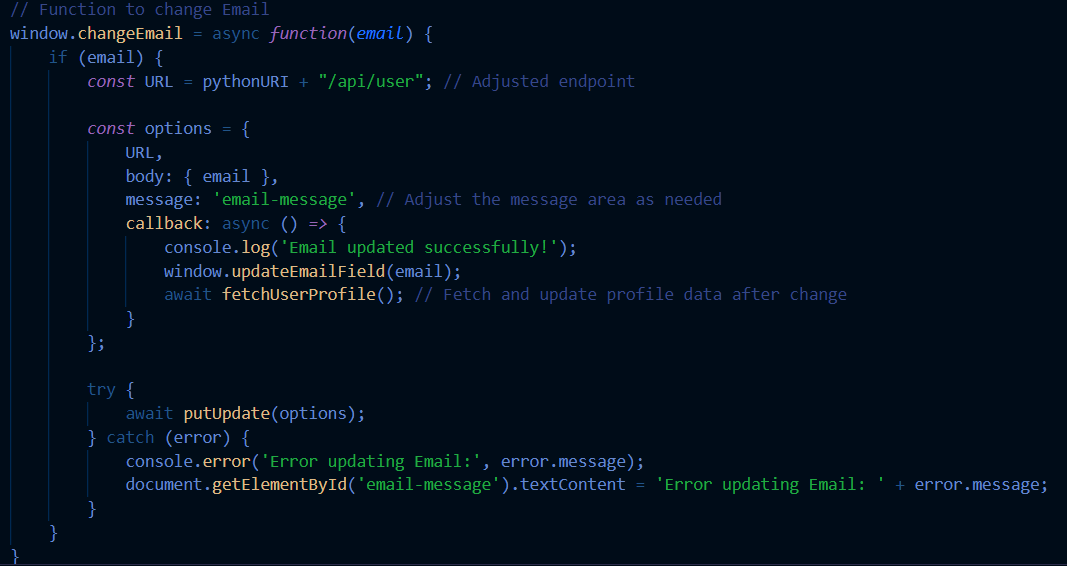 // Function to change Email
window.changeEmail = async function(email) {
    if (email) {
        const URL = pythonURI + "/api/user"; // Adjusted endpoint

        const options = {
            URL,
            body: { email },
            message: 'email-message', // Adjust the message area as needed
            callback: async () => {
                console.log('Email updated successfully!');
                window.updateEmailField(email);
                await fetchUserProfile(); // Fetch and update profile data after change
            }
        };

        try {
            await putUpdate(options);
        } catch (error) {
            console.error('Error updating Email:', error.message);
            document.getElementById('email-message').textContent = 'Error updating Email: ' + error.message;
        }
    }
}